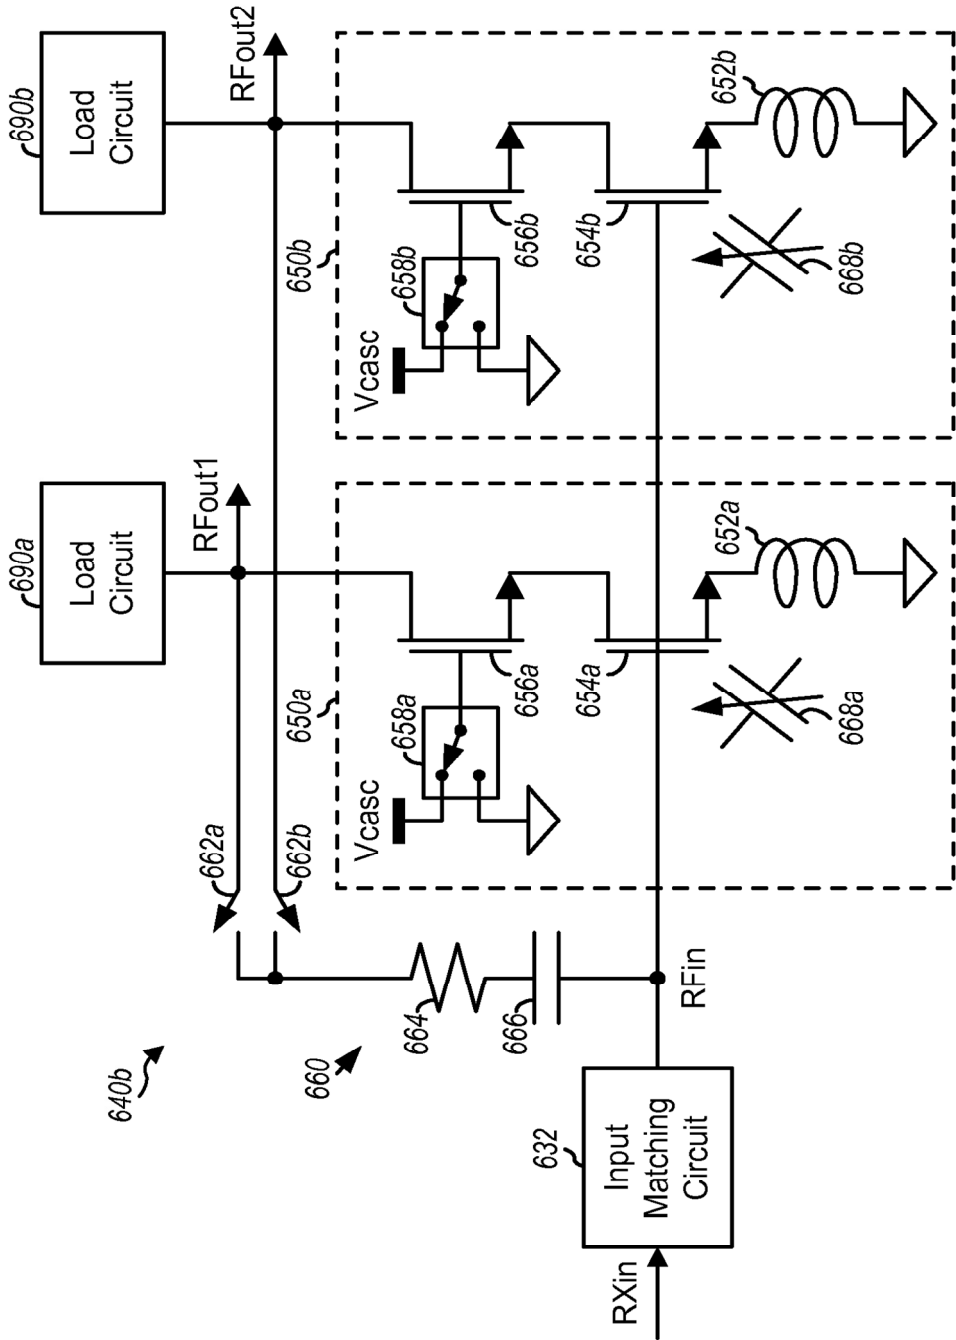 640b
660
RXin
632
Input
Matching
Circuit
RFin
662a
662b
664
666
690a
Load
Circuit
RFout1
650a
Vcasc
658a
656a
654a
652a
668a
690b
Load
Circuit
RFout2
650b
Vcasc
658b
656b
654b
652b
668b